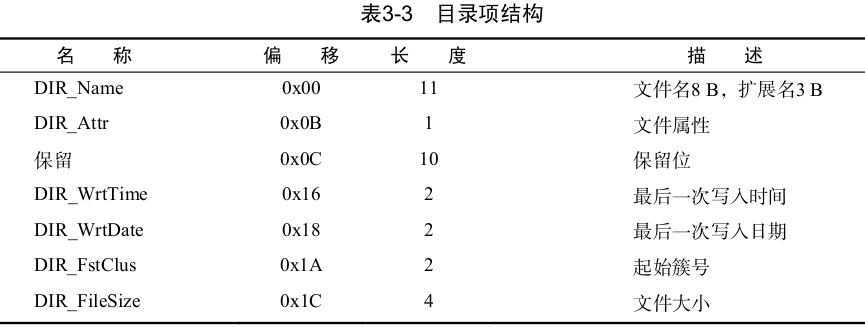 表3-3 目录项结构
名 称 偏 移 长 度 描 述
DIR_Name 0x00 11 文件名8 B，扩展名3 B
DIR_Attr 0x0B 1 文件属性
保留 0x0C 10 保留位
DIR_WrtTime 0x16 2 最后一次写入时间
DIR_WrtDate 0x18 2 最后一次写入日期
DIR_FstClus 0x1A 2 起始簇号
DIR_FileSize 0x1C 4 文件大小